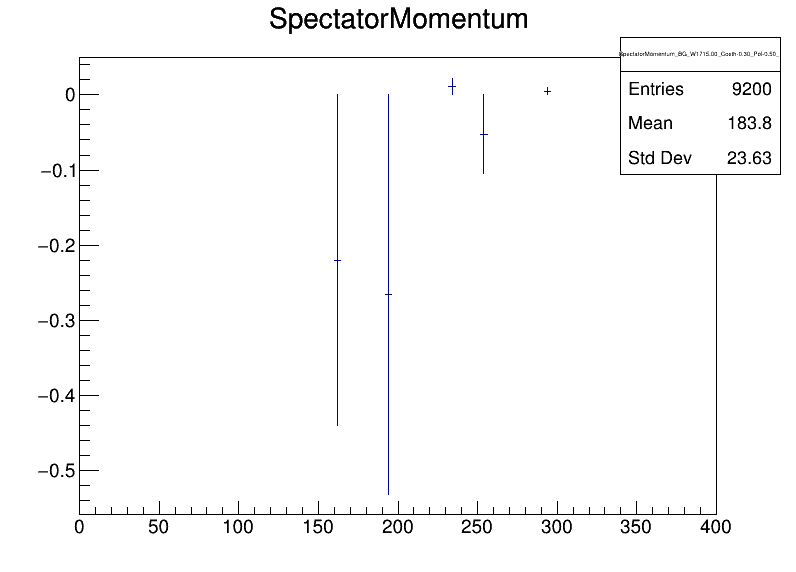 SpectatorMomentum
SpectatorMomentum_BG_W1715.00_Costh-0.30_Pol-0.50_
Entries 9200
Mean 183.8
Std Dev 23.63
0
−0.1
−0.2
−0.3
−0.4
−0.5
0 50 100 150 200 250 300 350 400